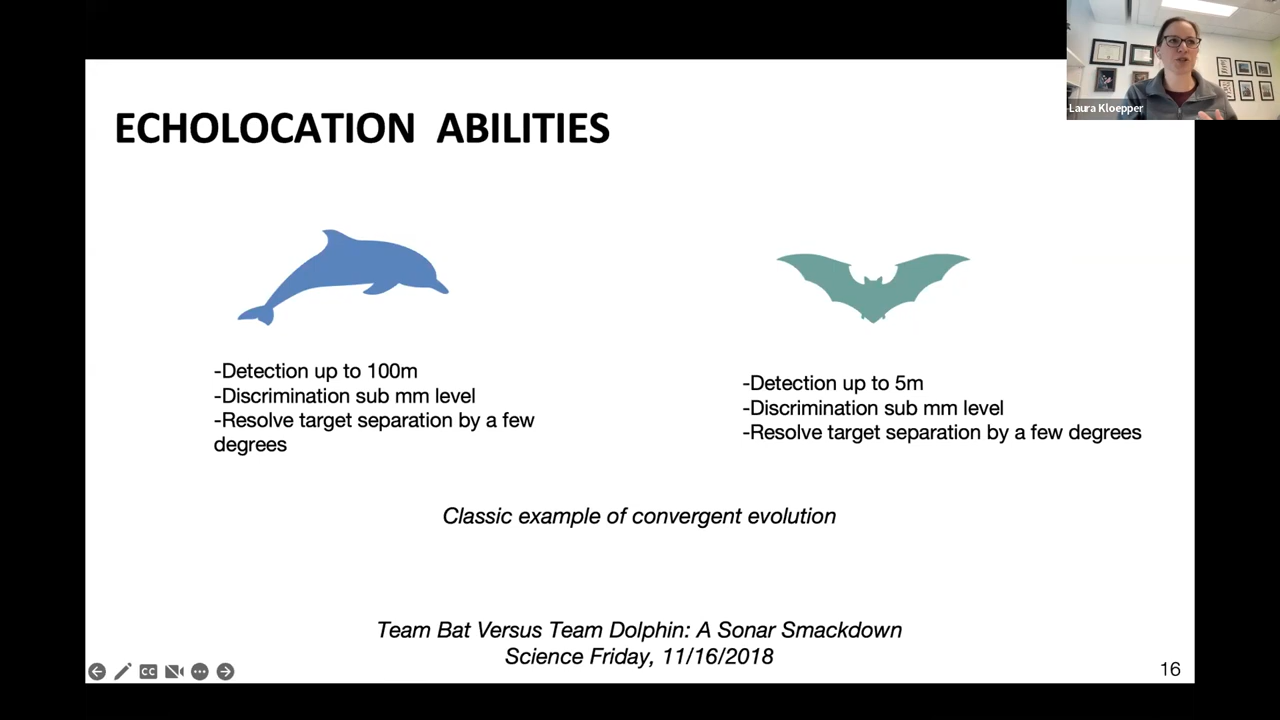 Laura Kloepper
ECHOLOCATION ABILITIES
-Detection up to 100m
-Discrimination sub mm level
-Resolve target separation by a few
degrees
-Detection up to 5m
-Discrimination sub mm level
-Resolve target separation by a few degrees
Classic example of convergent evolution
Team Bat Versus Team Dolphin: A Sonar Smackdown
Science Friday, 11/16/2018
CC
16